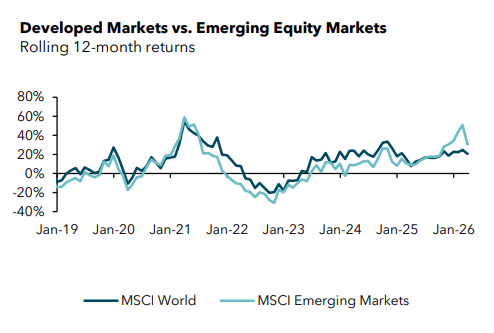 Developed Markets vs. Emerging Equity Markets
Rolling 12-month returns
80%
60%
40%
20%
0%
-20%
-40%
Jan-19 Jan-20 Jan-21 Jan-22 Jan-23 Jan-24 Jan-25 Jan-26
MSCI World MSCI Emerging Markets